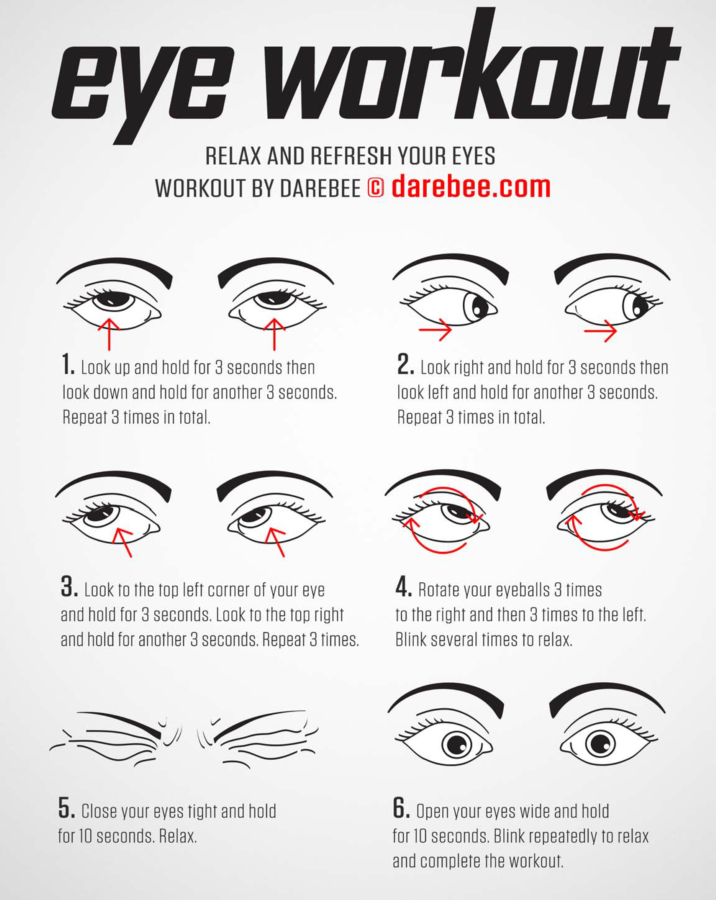 eye workout
RELAX AND REFRESH YOUR EYES
WORKOUT BY DAREBEE © darebee.com
1. Look up and hold for 3 seconds then
look down and hold for another 3 seconds.
Repeat 3 times in total.
2. Look right and hold for 3 seconds then
look left and hold for another 3 seconds.
Repeat 3 times in total.
3. Look to the top left corner of your eye
and hold for 3 seconds. Look to the top right
and hold for another 3 seconds. Repeat 3 times.
4. Rotate your eyeballs 3 times
to the right and then 3 times to the left.
Blink several times to relax.
5. Close your eyes tight and hold
for 10 seconds. Relax.
6. Open your eyes wide and hold
for 10 seconds. Blink repeatedly to relax
and complete the workout.